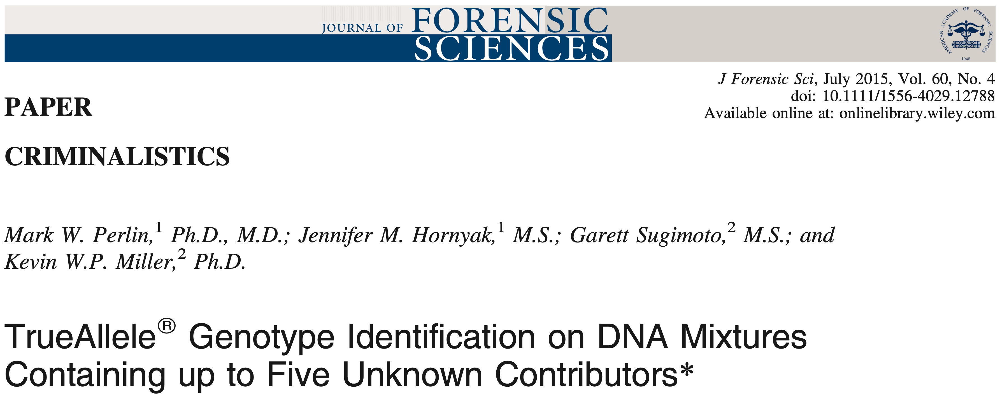 JOURNAL OF FORENSIC
SCIENCES
AMERICAN ACADEMY OF FORENSIC SCIENCES
1948
J Forensic Sci, July 2015, Vol. 60, No. 4
doi: 10.1111/1556-4029.12788
Available online at: onlinelibrary.wiley.com
PAPER
CRIMINALISTICS
Mark W. Perlin,1 Ph.D., M.D.; Jennifer M. Hornyak,1 M.S.; Garett Sugimoto,2 M.S.; and
Kevin W.P. Miller,2 Ph.D.
TrueAllele® Genotype Identification on DNA Mixtures
Containing up to Five Unknown Contributors*